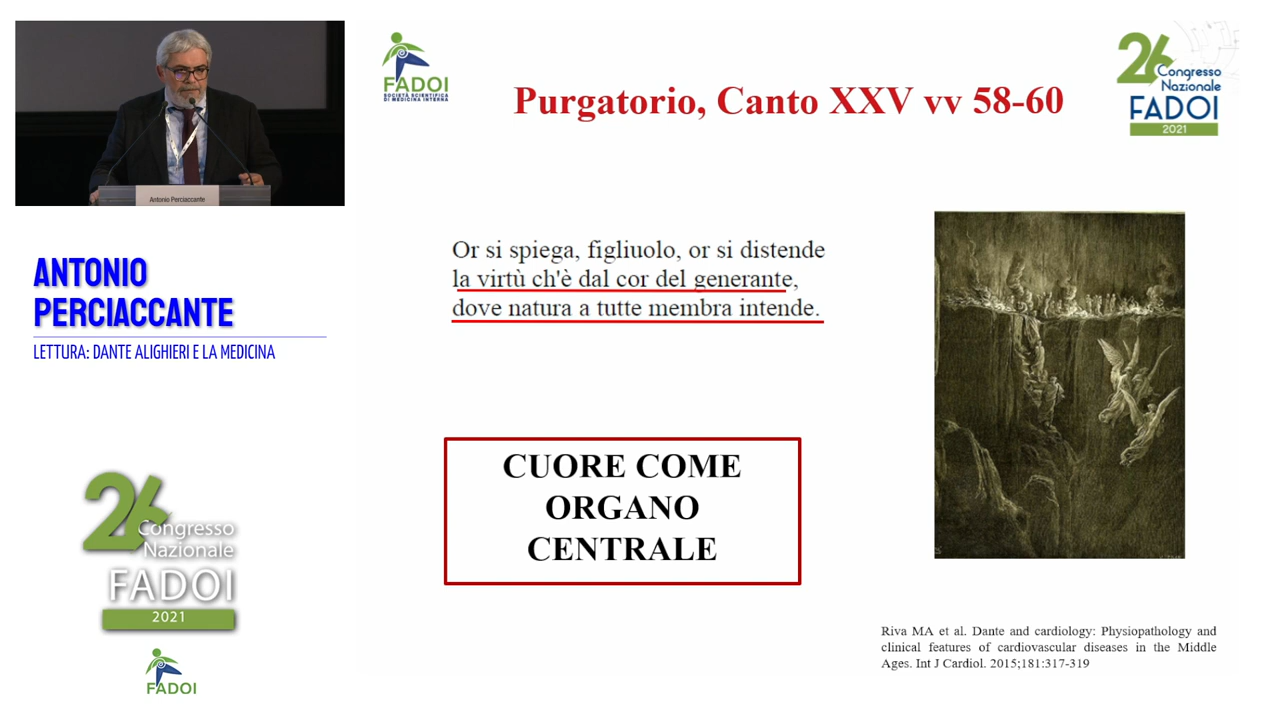 Antonio Perciaccante
ANTONIO
PERCIACCANTE
LETTURA: DANTE ALIGHIERI E LA MEDICINA
26
Congresso
Nazionale
FADOI
2021
FADOI
FADOI
SOCIETÀ SCIENTIFICA
DI MEDICINA INTERNA
Purgatorio, Canto XXV vv 58-60
26
Congresso
Nazionale
FADOI
2021
Or si spiega, figliuolo, or si distende
la virtù ch'è dal cor del generante,
dove natura a tutte membra intende.
CUORE COME
ORGANO
CENTRALE
Riva MA et al. Dante and cardiology: Physiopathology and
clinical features of cardiovascular diseases in the Middle
Ages. Int J Cardiol. 2015;181:317-319